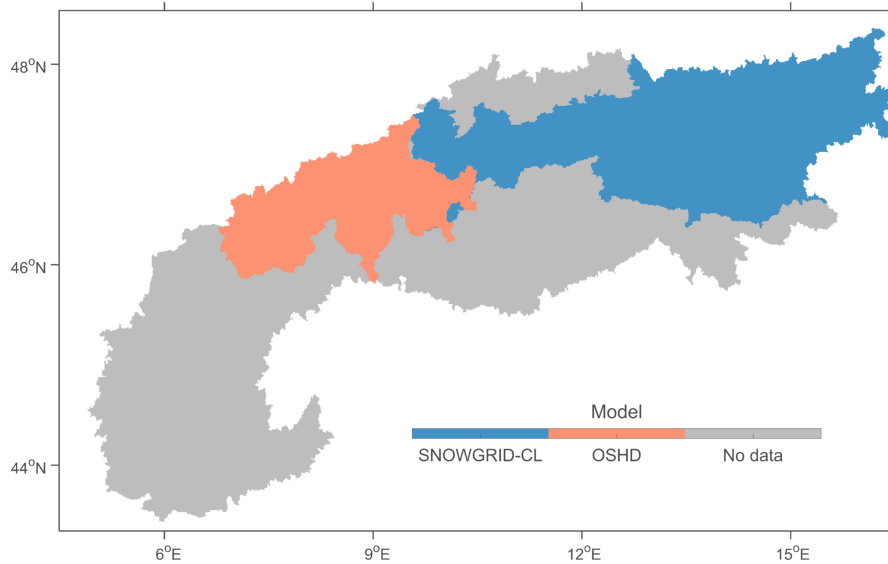 48°N
46°N
44°N
Model
SNOWGRID-CL OSHD No data
6°E 9°E 12°E 15°E